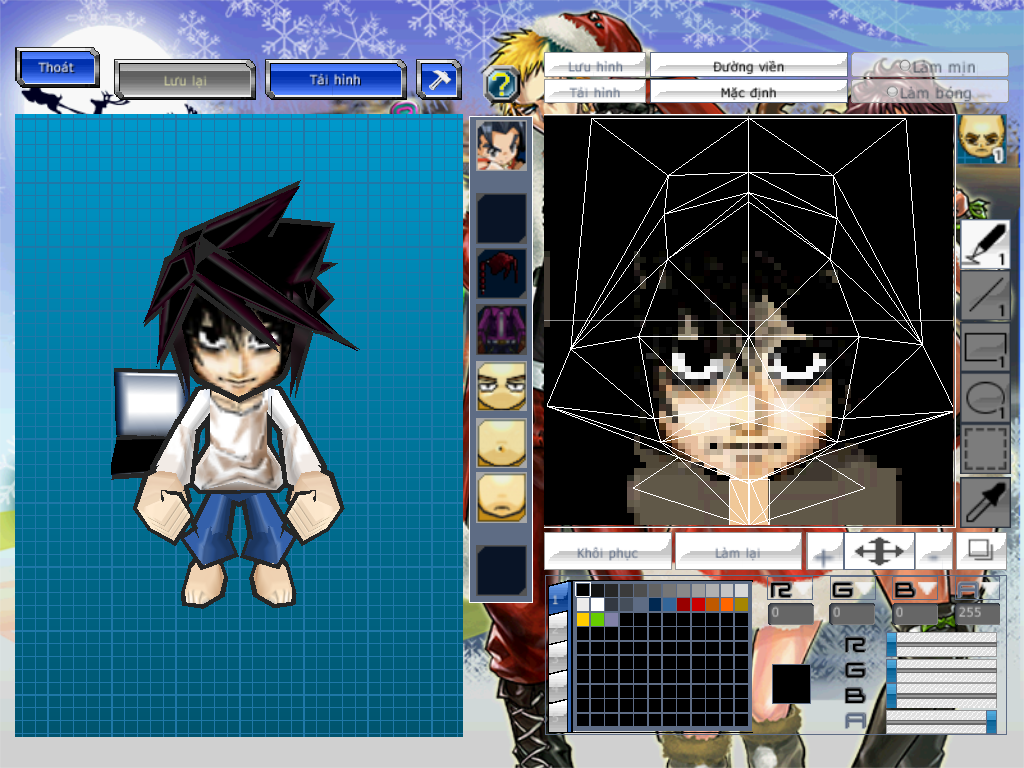 Thoát
Lưu lại
Tải hình
?
Lưu hình
Đường viền
Làm mịn
Tải hình
Mặc định
Làm bóng
1
1
1
1
1
Khôi phục
Làm lại
+
-
1
R
G
B
A
0
0
0
255
R
G
B
A